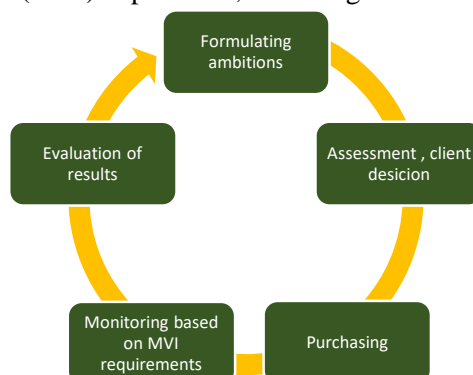 Formulating
ambitions
Assessment , client
desicion
Purchasing
Monitoring based
on MVI
requirements
Evaluation of
results